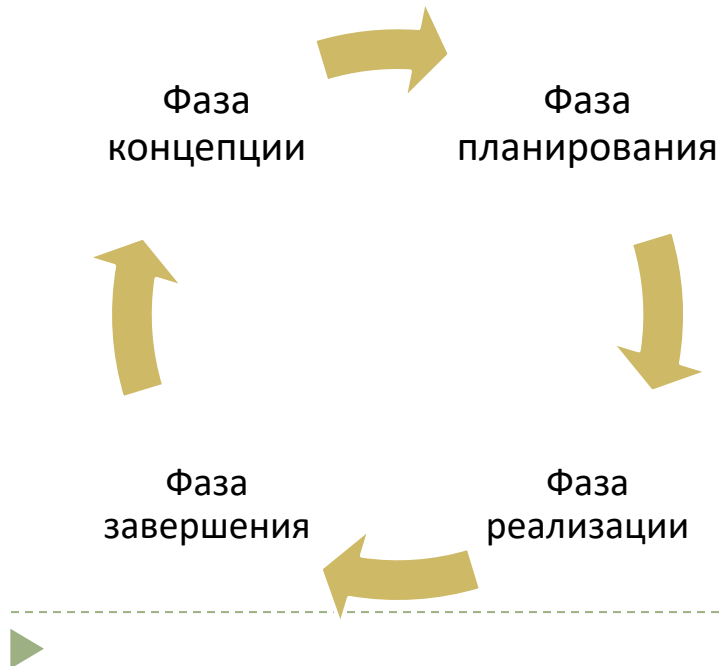 Фаза
концепции
Фаза
планирования
Фаза
реализации
Фаза
завершения